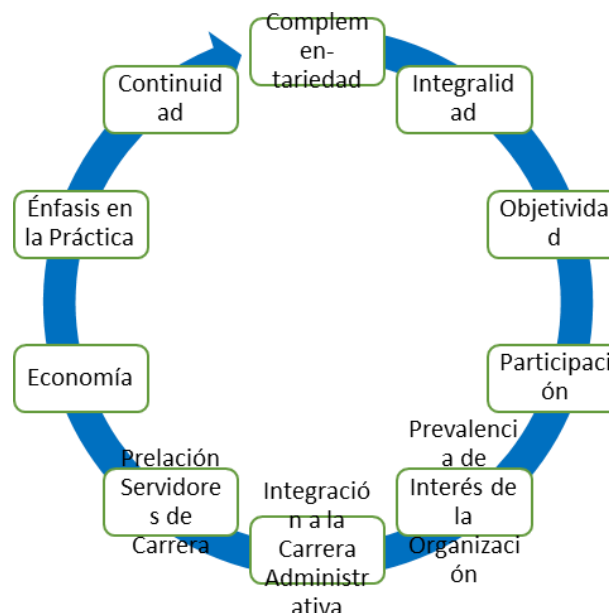 Complem
en-
tariedad
Integralid
ad
Objetivida
d
Participaci
ón
Prevalenci
a de
Interés de
la
Organizaci
ón
Integració
n a la
Carrera
Administr
ativa
Prelación
Servidore
s de
Carrera
Economía
Énfasis en
la Práctica
Continuid
ad